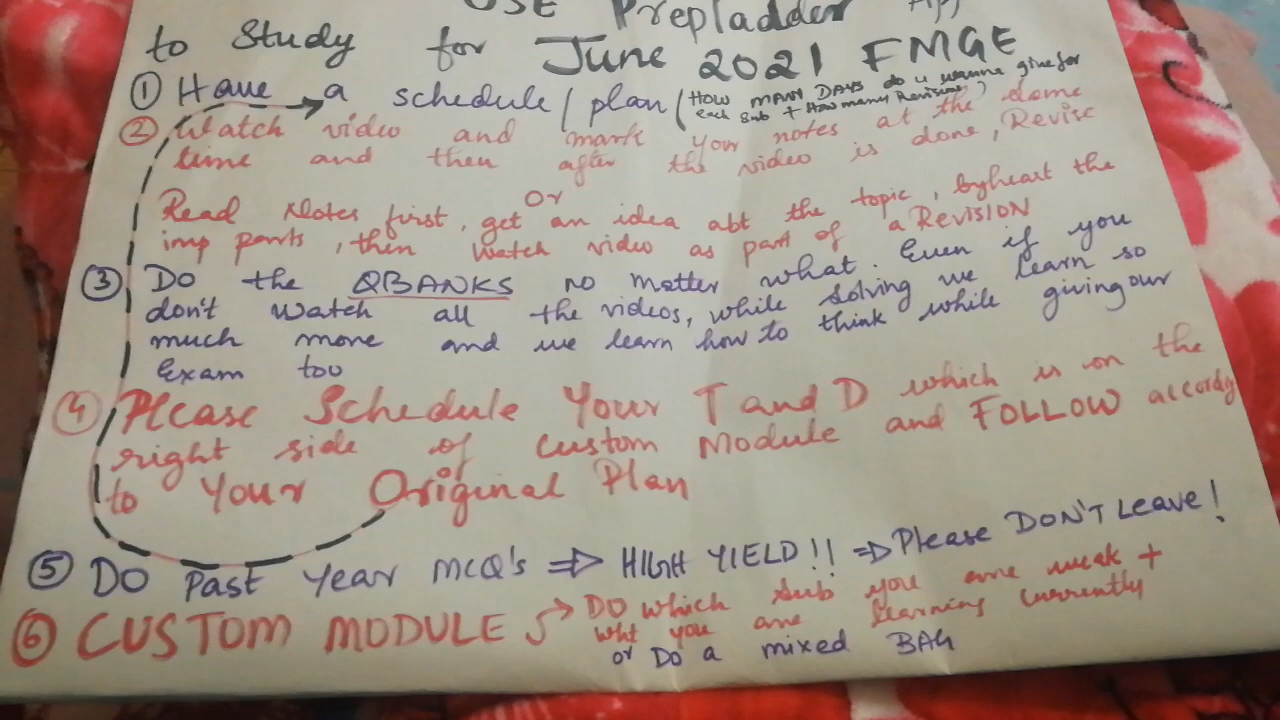 USE Prepladder App
to Study for June 2021 FMGE
① Have a schedule / plan (HOW MANY DAYS do u wanna give for
each sub + How many Revisions)
② Watch video and mark your notes at the same
time and then after the video is done, Revise
Or
Read Notes first, get an idea abt the topic, byheart the
imp parts, then watch video as part of a REVISION
③ Do the QBANKS no matter what. Even if you
don't watch all the videos, while solving we learn so
much more and we learn how to think while giving our
Exam too
④ Please Schedule Your T and D which is on the
right side of custom Module and FOLLOW accordy
to Your Original Plan
⑤ DO Past Year MCQ's ⇒ HIGH YIELD!! ⇒ Please DON'T Leave!
⑥ CUSTOM MODULE → DO which sub you are weak +
wht you are learning currently
or Do a mixed BAG